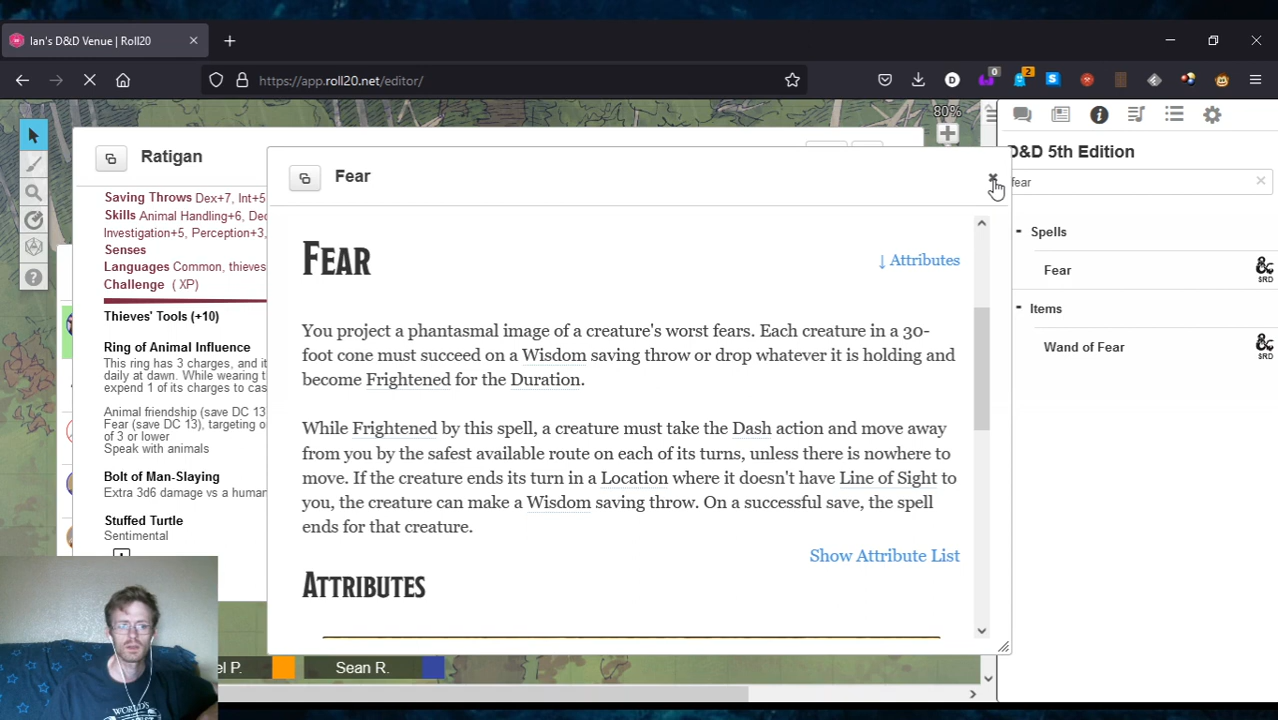 Ian's D&D Venue | Roll20
https://app.roll20.net/editor/
0
2
80%
Ratigan
Saving Throws Dex+7, Int+5
Skills Animal Handling+6, Dec
Investigation+5, Perception+3,
Senses
Languages Common, thieves
Challenge ( XP)
Thieves' Tools (+10)
Ring of Animal Influence
This ring has 3 charges, and it
daily at dawn. While wearing t
expend 1 of its charges to cas
Animal friendship (save DC 13
Fear (save DC 13), targeting o
of 3 or lower
Speak with animals
Bolt of Man-Slaying
Extra 3d6 damage vs a human
Stuffed Turtle
Sentimental
Fear
FEAR
↓ Attributes
You project a phantasmal image of a creature's worst fears. Each creature in a 30-
foot cone must succeed on a Wisdom saving throw or drop whatever it is holding and
become Frightened for the Duration.
While Frightened by this spell, a creature must take the Dash action and move away
from you by the safest available route on each of its turns, unless there is nowhere to
move. If the creature ends its turn in a Location where it doesn't have Line of Sight to
you, the creature can make a Wisdom saving throw. On a successful save, the spell
ends for that creature.
Show Attribute List
ATTRIBUTES
D&D 5th Edition
fear
Spells
Fear
SRD
Items
Wand of Fear
SRD
el P.
Sean R.
WORLD'S